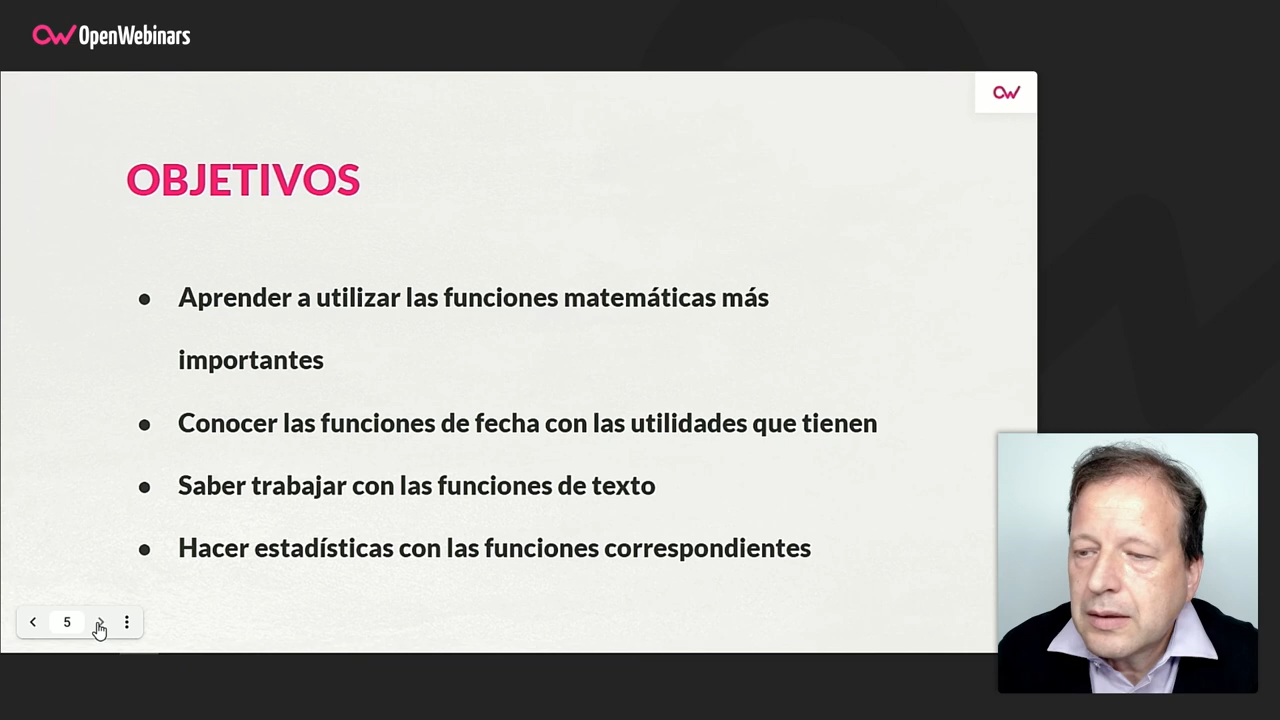 OpenWebinars
OBJETIVOS
● Aprender a utilizar las funciones matemáticas más
importantes
● Conocer las funciones de fecha con las utilidades que tienen
● Saber trabajar con las funciones de texto
● Hacer estadísticas con las funciones correspondientes
5